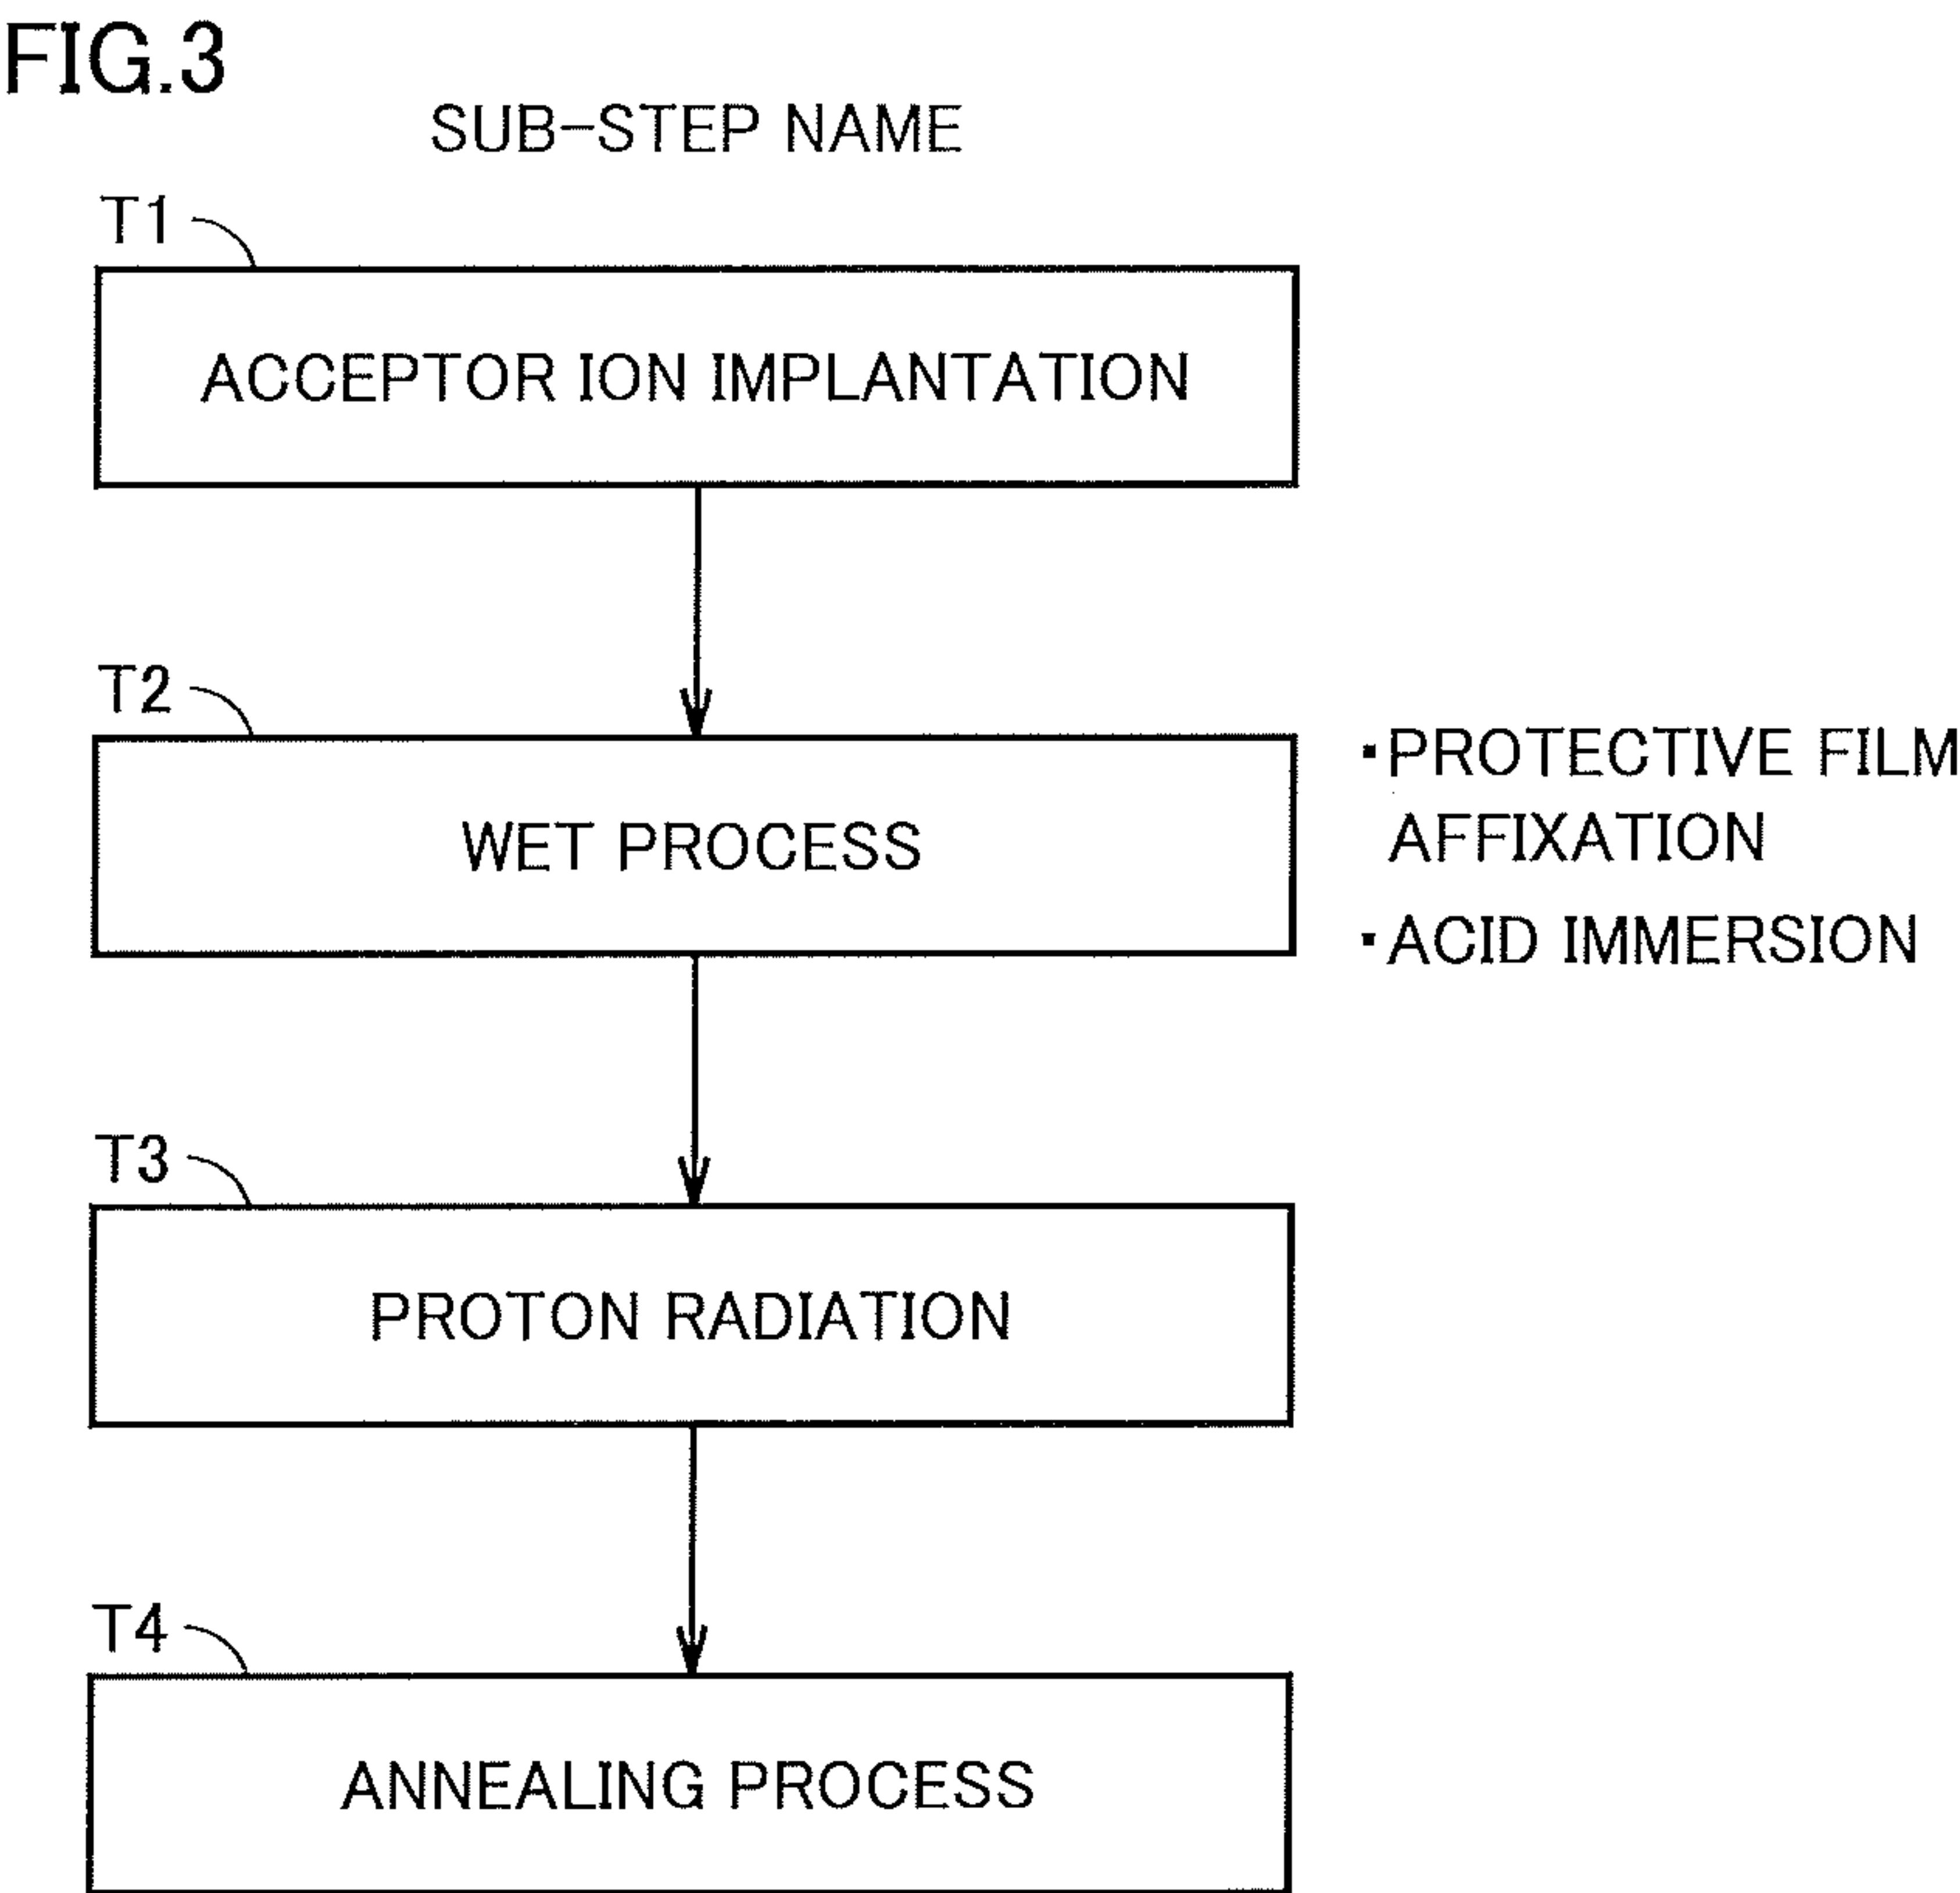 FIG.3
SUB-STEP NAME
T1
ACCEPTOR ION IMPLANTATION
T2
WET PROCESS
・PROTECTIVE FILM
AFFIXATION
・ACID IMMERSION
T3
PROTON RADIATION
T4
ANNEALING PROCESS